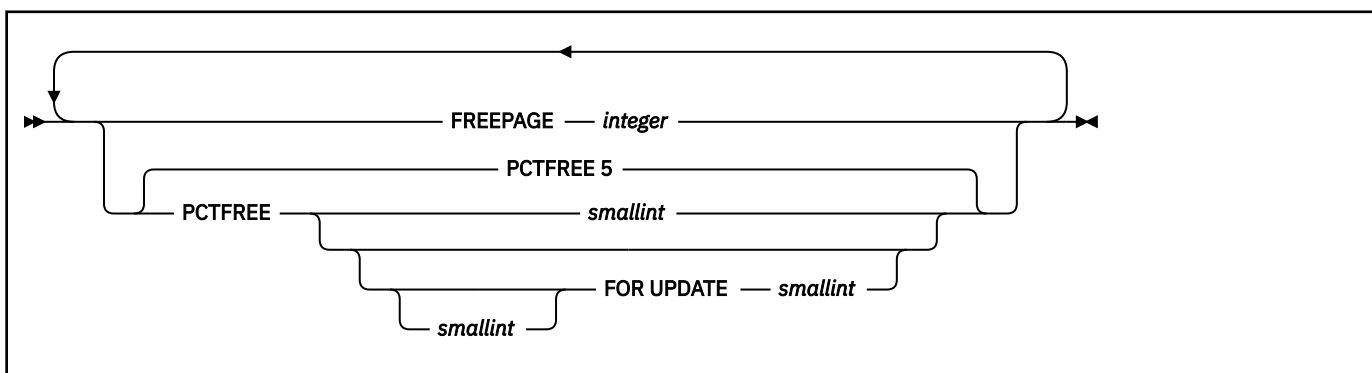 FREEPAGE integer
PCTFREE 5
PCTFREE smallint
FOR UPDATE smallint
smallint